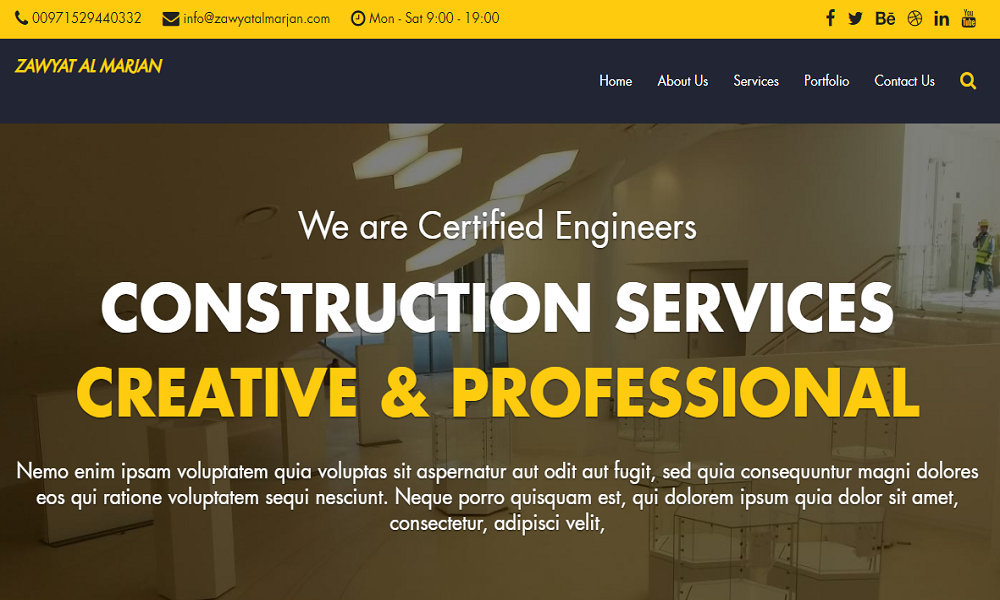 00971529440332 info@zawyatalmarjan.com Mon - Sat 9:00 - 19:00 Bē You Tube
ZAWYAT AL MARJAN
Home About Us Services Portfolio Contact Us
We are Certified Engineers
CONSTRUCTION SERVICES
CREATIVE & PROFESSIONAL
Nemo enim ipsam voluptatem quia voluptas sit aspernatur aut odit aut fugit, sed quia consequuntur magni dolores
eos qui ratione voluptatem sequi nesciunt. Neque porro quisquam est, qui dolorem ipsum quia dolor sit amet,
consectetur, adipisci velit,